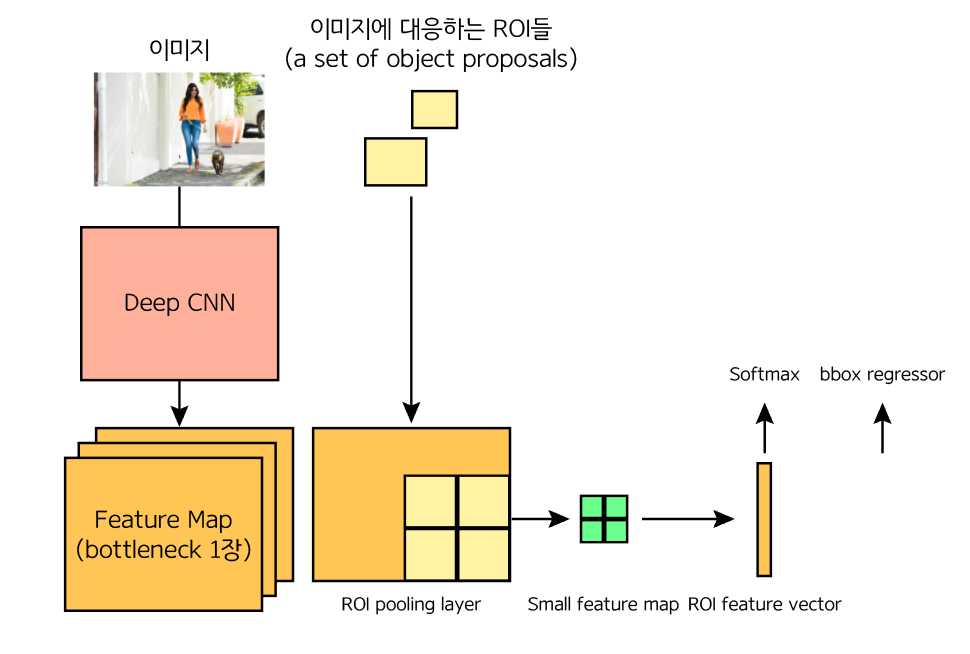 이미지
이미지에 대응하는 ROI들
(a set of object proposals)
Deep CNN
Feature Map
(bottleneck 1장)
ROI pooling layer
Small feature map
ROI feature vector
Softmax
bbox regressor